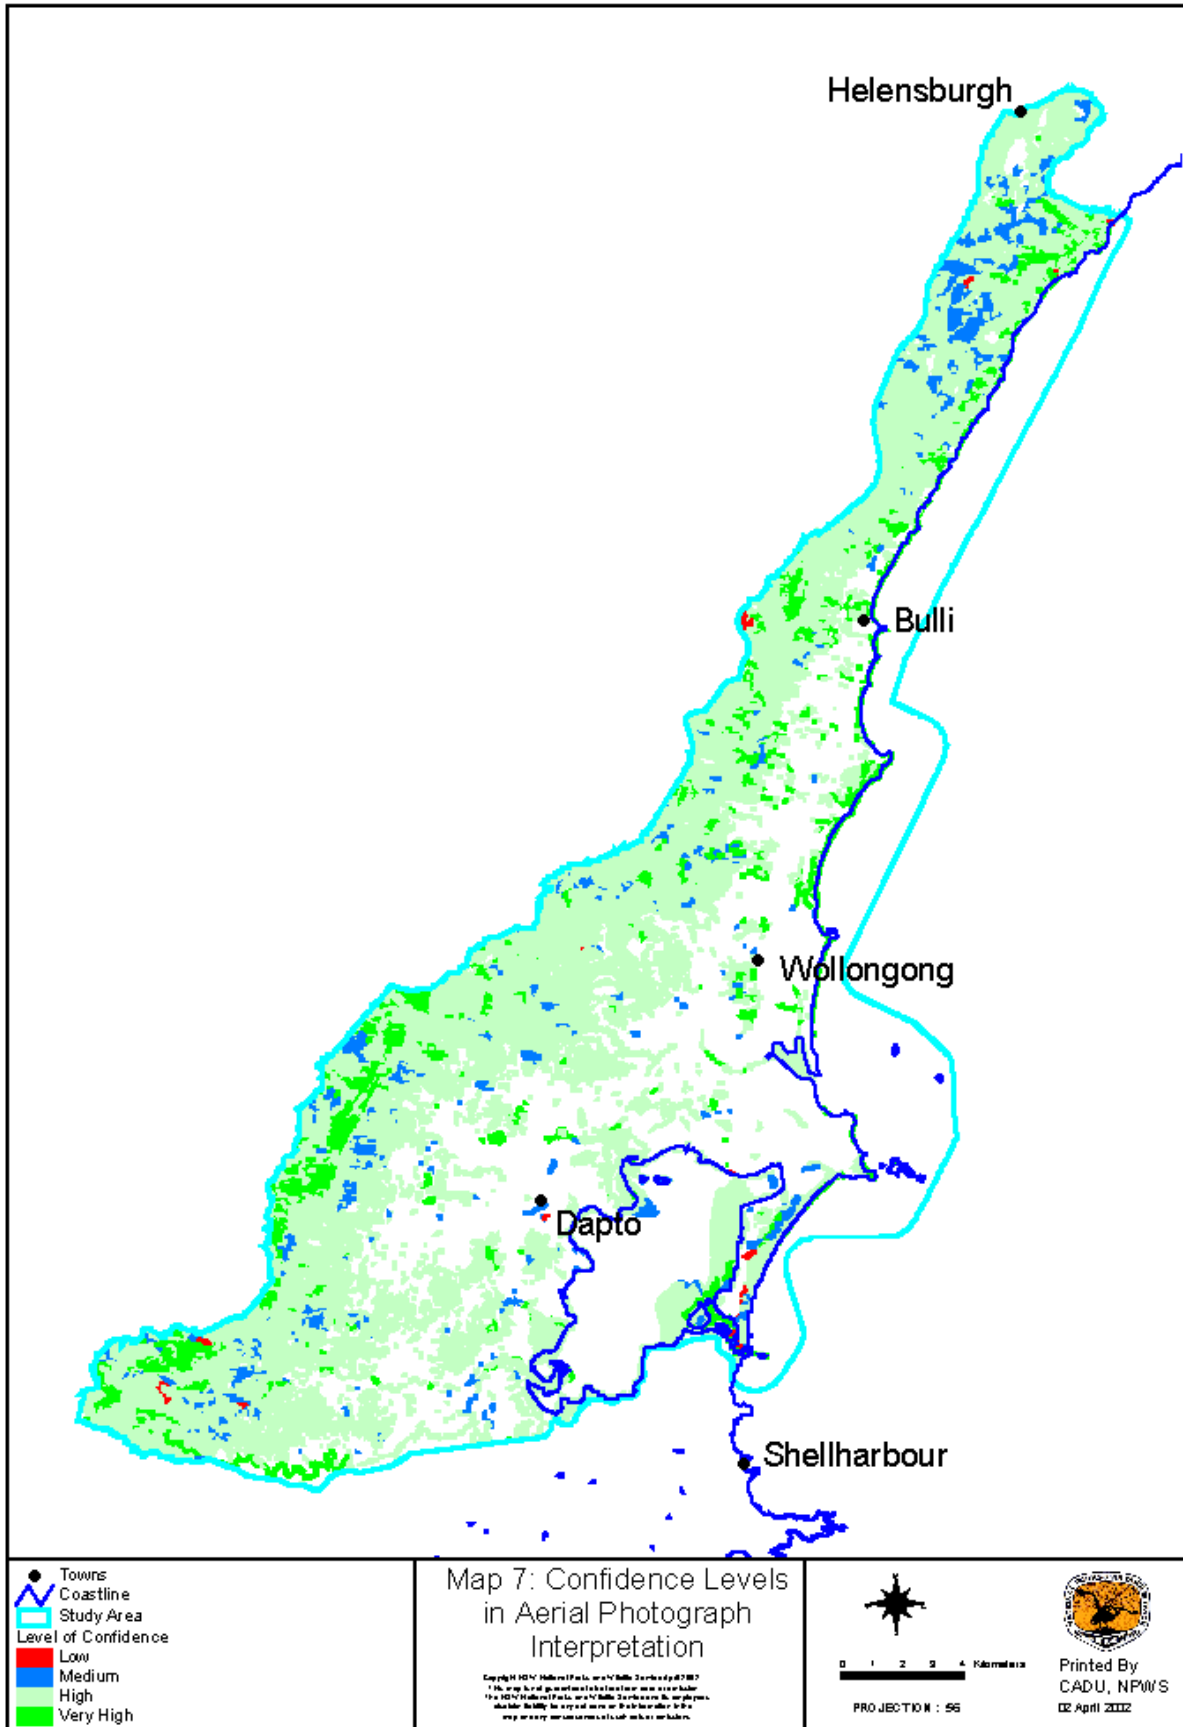 Helensburgh
Bulli
Wollongong
Dapto
Shellharbour
Towns
Coastline
Study Area
Level of Confidence
Low
Medium
High
Very High
Map 7: Confidence Levels
in Aerial Photograph
Interpretation
0 1 2 3 4 Kilometers
PROJECTION : 56
Printed By
CADU, NPWS
02 April 2002